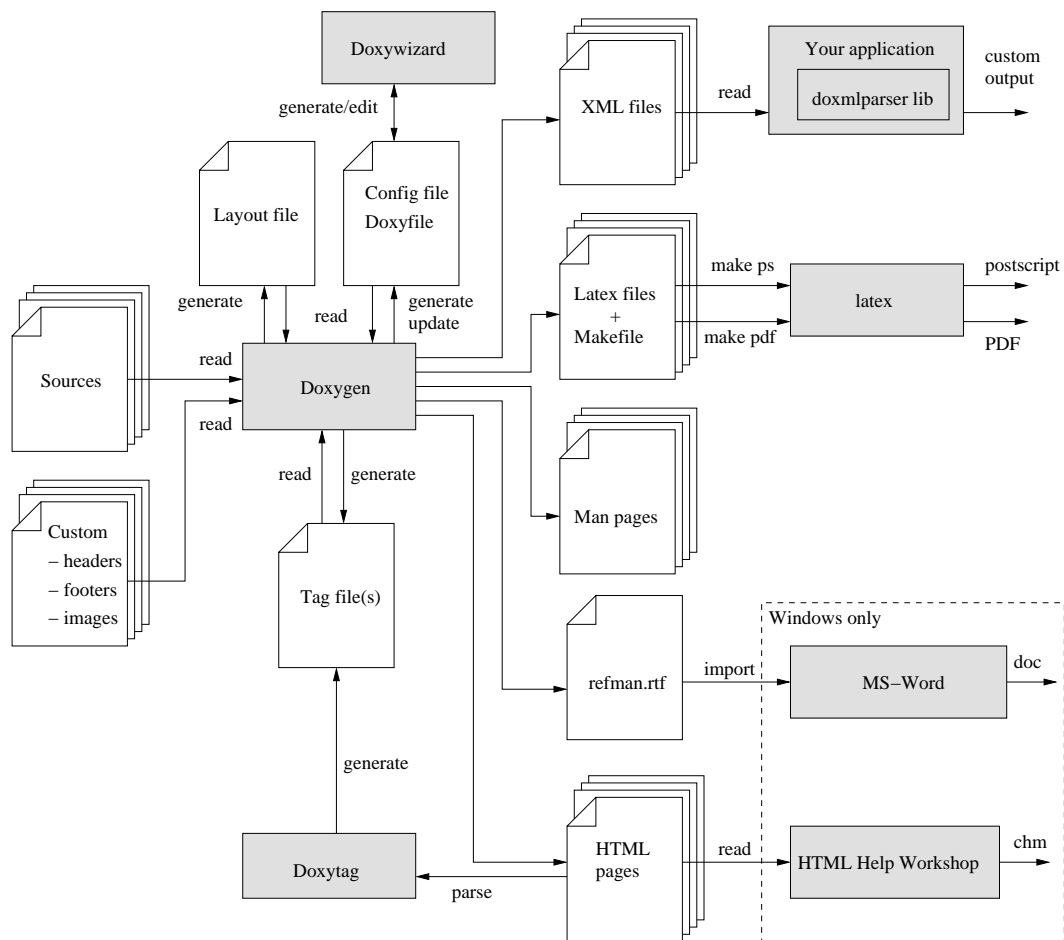 Doxywizard
Your application
doxmlparser lib
custom
output
XML files
read
generate/edit
Layout file
Config file
Doxyfile
generate
read
generate
update
Latex files
+
Makefile
make ps
make pdf
latex
postscript
PDF
Sources
read
Doxygen
read
Custom
– headers
– footers
– images
read
generate
Man pages
Tag file(s)
Windows only
refman.rtf
import
MS−Word
doc
generate
Doxytag
parse
HTML
pages
read
HTML Help Workshop
chm